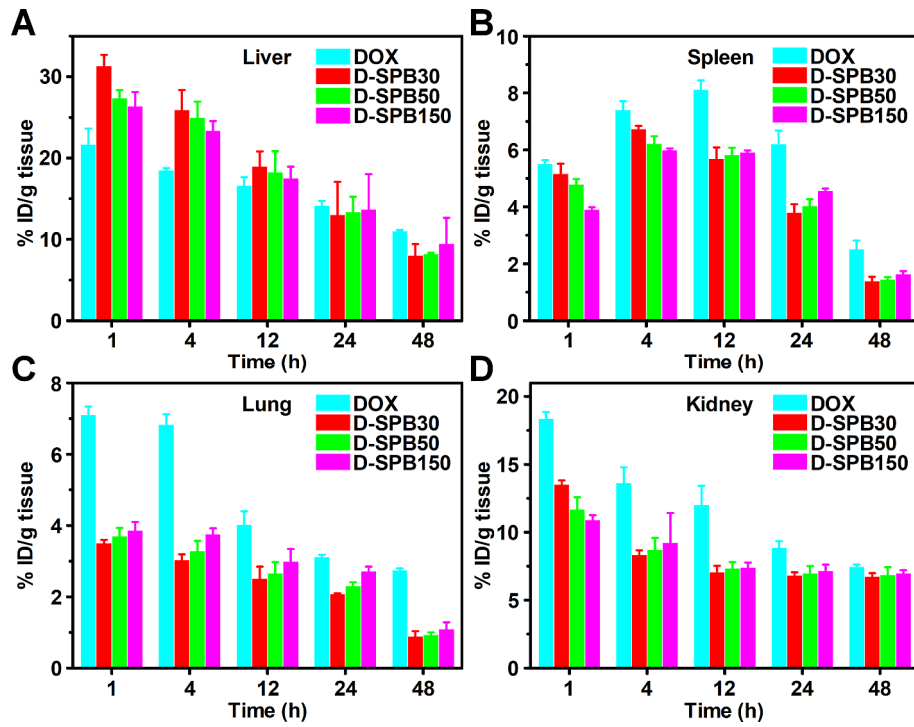 A
Liver
DOX
D-SPB30
D-SPB50
D-SPB150
% ID/g tissue
30
20
10
0
1 4 12 24 48
Time (h)
B
Spleen
DOX
D-SPB30
D-SPB50
D-SPB150
% ID/g tissue
10
8
6
4
2
0
1 4 12 24 48
Time (h)
C
Lung
DOX
D-SPB30
D-SPB50
D-SPB150
% ID/g tissue
8
6
4
2
0
1 4 12 24 48
Time (h)
D
Kidney
DOX
D-SPB30
D-SPB50
D-SPB150
% ID/g tissue
20
15
10
5
0
1 4 12 24 48
Time (h)